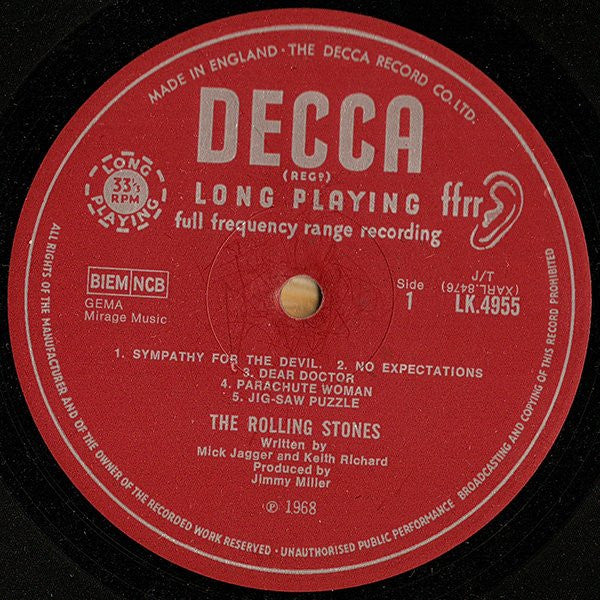 MADE IN ENGLAND · THE DECCA RECORD CO. LTD.
DECCA
(REGD)
LONG PLAYING
33⅓ RPM
LONG PLAYING ffrr
full frequency range recording
BIEM NCB
GEMA
Mirage Music
Side
1
T/J
(XARL.8476)
LK.4955
1. SYMPATHY FOR THE DEVIL. 2. NO EXPECTATIONS
3. DEAR DOCTOR
4. PARACHUTE WOMAN
5. JIG-SAW PUZZLE
THE ROLLING STONES
Written by
Mick Jagger and Keith Richard
Produced by
Jimmy Miller
℗ 1968
ALL RIGHTS OF THE MANUFACTURER AND OF THE OWNER OF THE RECORDED WORK RESERVED · UNAUTHORISED PUBLIC PERFORMANCE BROADCASTING AND COPYING OF THIS RECORD PROHIBITED